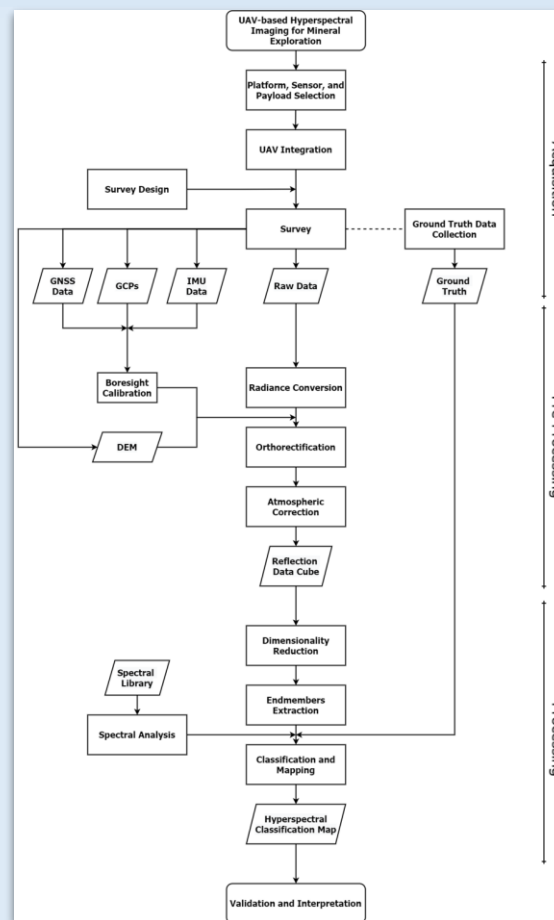 UAV-based Hyperspectral
Imaging for Mineral
Exploration
Platform, Sensor, and
Payload Selection
UAV Integration
Survey Design
Survey
Ground Truth Data
Collection
GNSS
Data
GCPs
IMU
Data
Raw Data
Ground
Truth
Boresight
Calibration
Radiance Conversion
DEM
Orthorectification
Atmospheric
Correction
Reflection
Data Cube
Dimensionality
Reduction
Spectral
Library
Endmembers
Extraction
Spectral Analysis
Classification and
Mapping
Hyperspectral
Classification Map
Validation and Interpretation